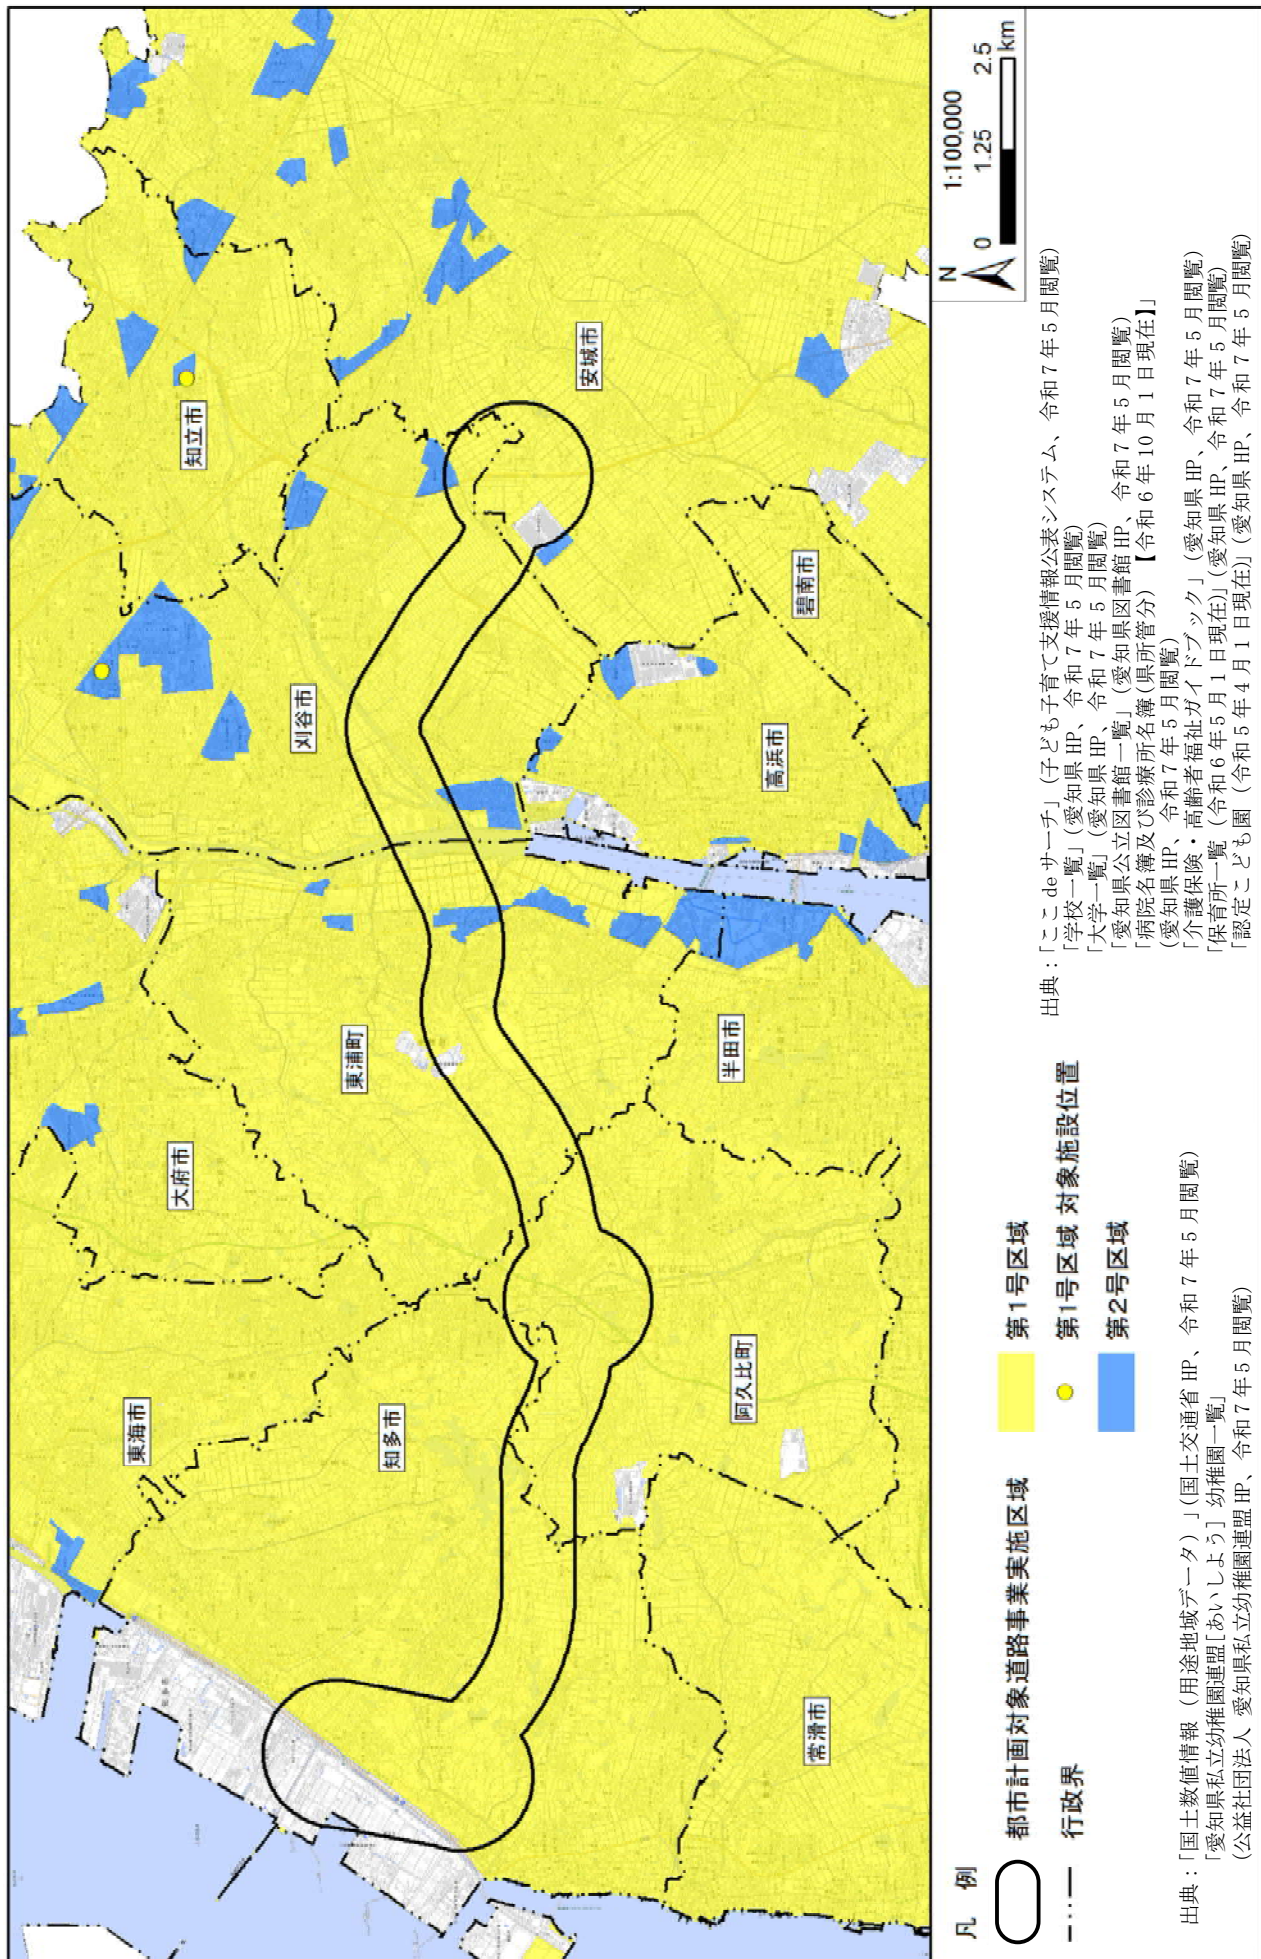 東海市
大府市
知立市
知多市
東浦町
刈谷市
安城市
常滑市
阿久比町
半田市
高浜市
碧南市
N
1:100,000
0 1.25 2.5
km
凡 例
都市計画対象道路事業実施区域
行政界
第1号区域
第1号区域 対象施設位置
第2号区域
出典：「国土数値情報（用途地域データ）」（国土交通省 HP、令和7年5月閲覧）
「愛知県私立幼稚園連盟[あいしよう] 幼稚園一覧」
（公益社団法人 愛知県私立幼稚園連盟 HP、令和7年5月閲覧）
出典：「ここ de サーチ」（子ども子育て支援情報公表システム、令和7年5月閲覧）
「学校一覧」（愛知県 HP、令和7年5月閲覧）
「大学一覧」（愛知県 HP、令和7年5月閲覧）
「愛知県公立図書館一覧」（愛知県図書館 HP、令和7年5月閲覧）
「病院名簿及び診療所名簿（県所管分）【令和6年10月1日現在】」
（愛知県 HP、令和7年5月閲覧）
「介護保険・高齢者福祉ガイドブック」（愛知県 HP、令和7年5月閲覧）
「保育所一覧（令和6年5月1日現在）」（愛知県 HP、令和7年5月閲覧）
「認定こども園（令和5年4月1日現在）」（愛知県 HP、令和7年5月閲覧）